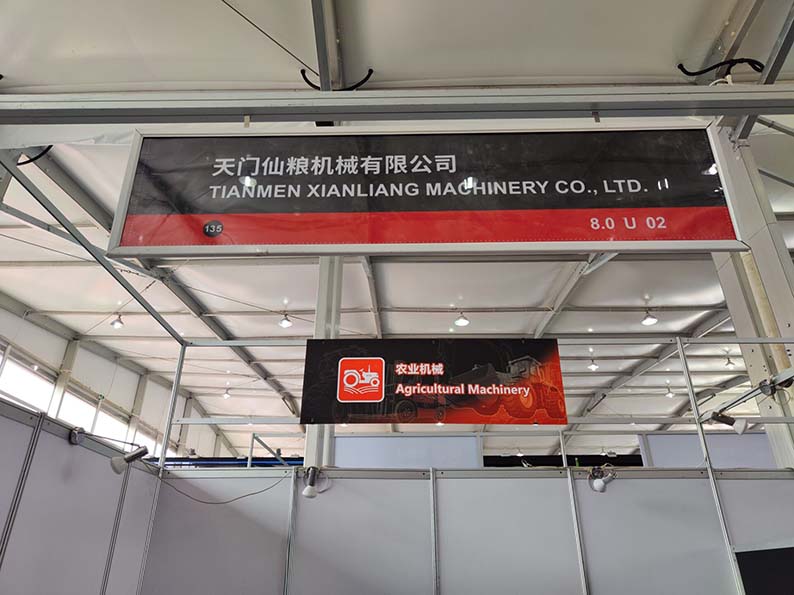 天门仙粮机械有限公司
TIANMEN XIANLIANG MACHINERY CO., LTD.
135
8.0 U 02
农业机械
Agricultural Machinery